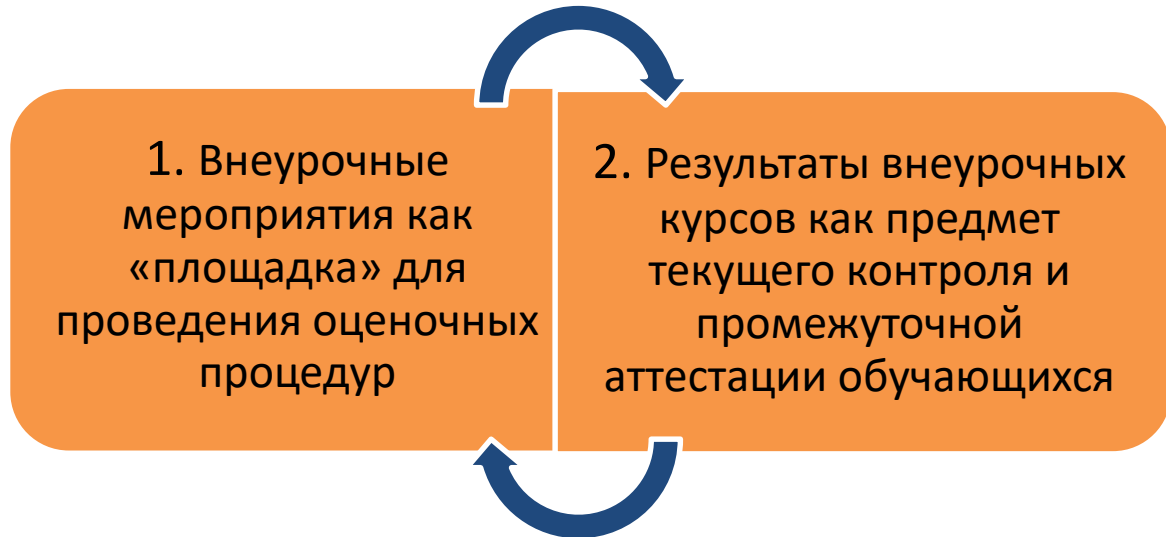 1. Внеурочные
мероприятия как
«площадка» для
проведения оценочных
процедур
2. Результаты внеурочных
курсов как предмет
текущего контроля и
промежуточной
аттестации обучающихся